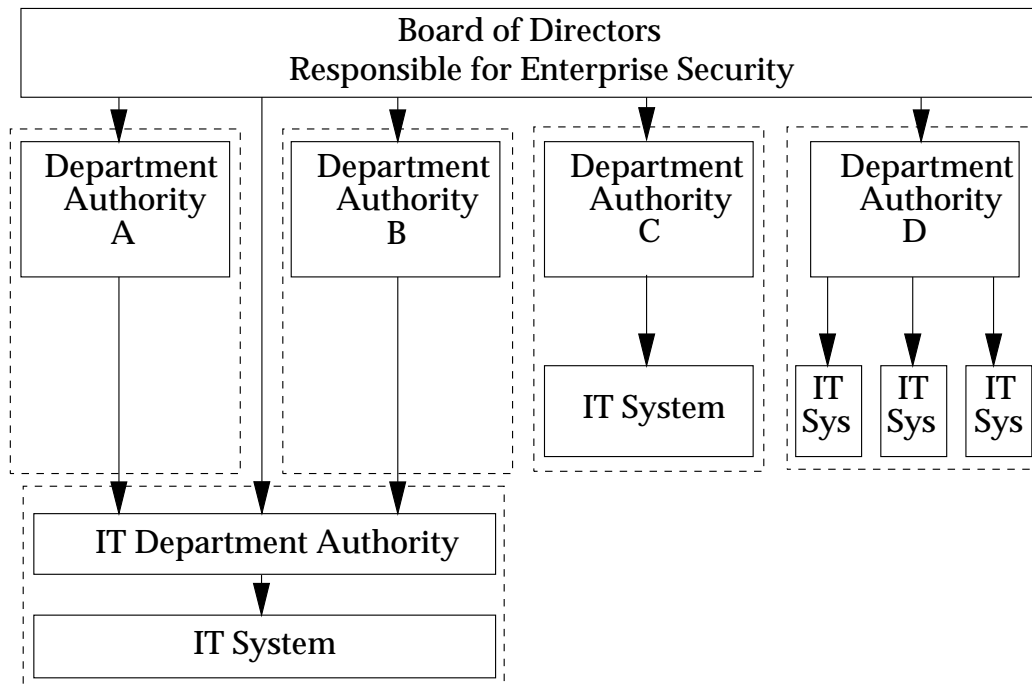 Board of Directors
Responsible for Enterprise Security
Department
Authority
A
Department
Authority
B
Department
Authority
C
Department
Authority
D
IT System
IT
Sys
IT
Sys
IT
Sys
IT Department Authority
IT System